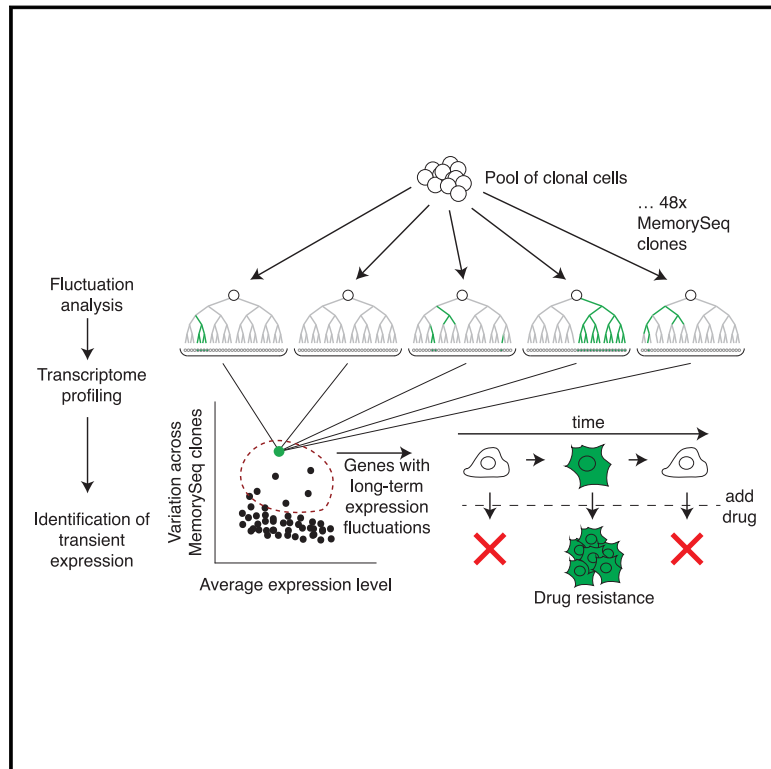 Pool of clonal cells
... 48x
MemorySeq
clones
Fluctuation
analysis
Transcriptome
profiling
Identification of
transient
expression
Variation across
MemorySeq clones
Average expression level
Genes with
long-term
expression
fluctuations
time
add
drug
Drug resistance